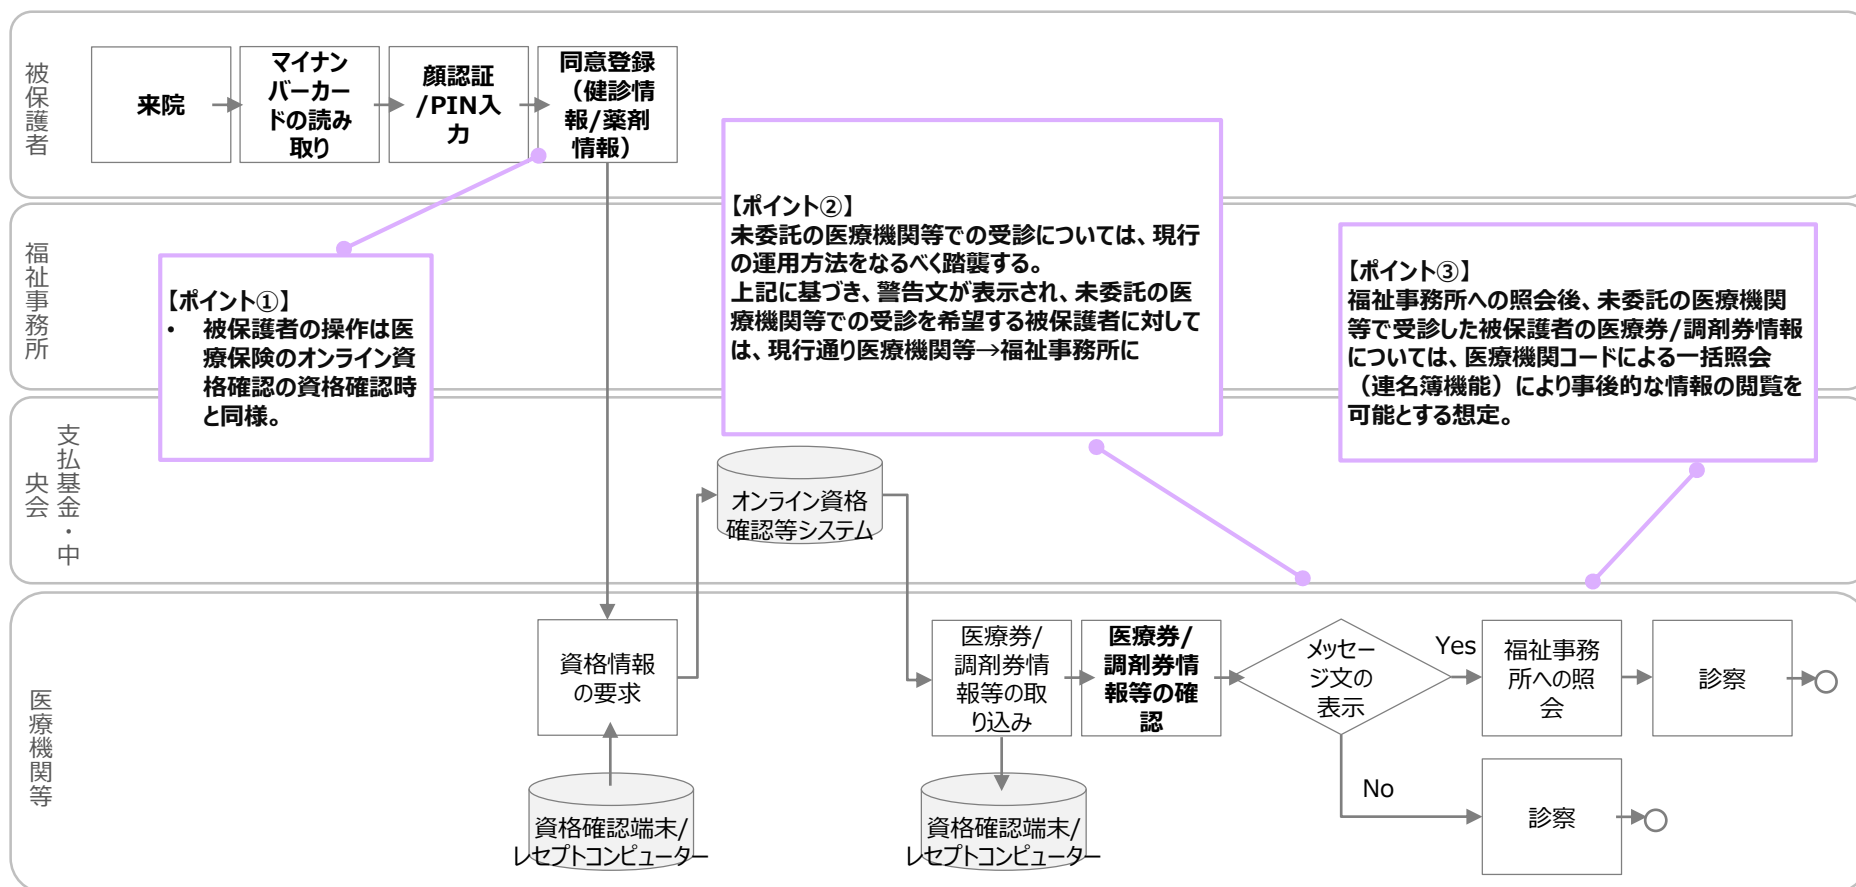 被保護者
来院
マイナン
バーカー
ドの読み
取り
顔認証
/PIN入
力
同意登録
（健診情
報/薬剤
情報）
福祉事務所
【ポイント①】
• 被保護者の操作は医
療保険のオンライン資
格確認の資格確認時
と同様。
【ポイント②】
未委託の医療機関等での受診については、現行
の運用方法をなるべく踏襲する。
上記に基づき、警告文が表示され、未委託の医
療機関等での受診を希望する被保護者に対して
は、現行通り医療機関等→福祉事務所に
【ポイント③】
福祉事務所への照会後、未委託の医療機関
等で受診した被保護者の医療券/調剤券情報
については、医療機関コードによる一括照会
（連名簿機能）により事後的な情報の閲覧を
可能とする想定。
支払基金・中
央会
オンライン資格
確認等システム
医療機関等
資格情報
の要求
資格確認端末/
レセプトコンピューター
医療券/
調剤券情
報等の取
り込み
資格確認端末/
レセプトコンピューター
医療券/
調剤券情
報等の確
認
メッセー
ジ文の
表示
Yes
福祉事務
所への照
会
診察
No
診察